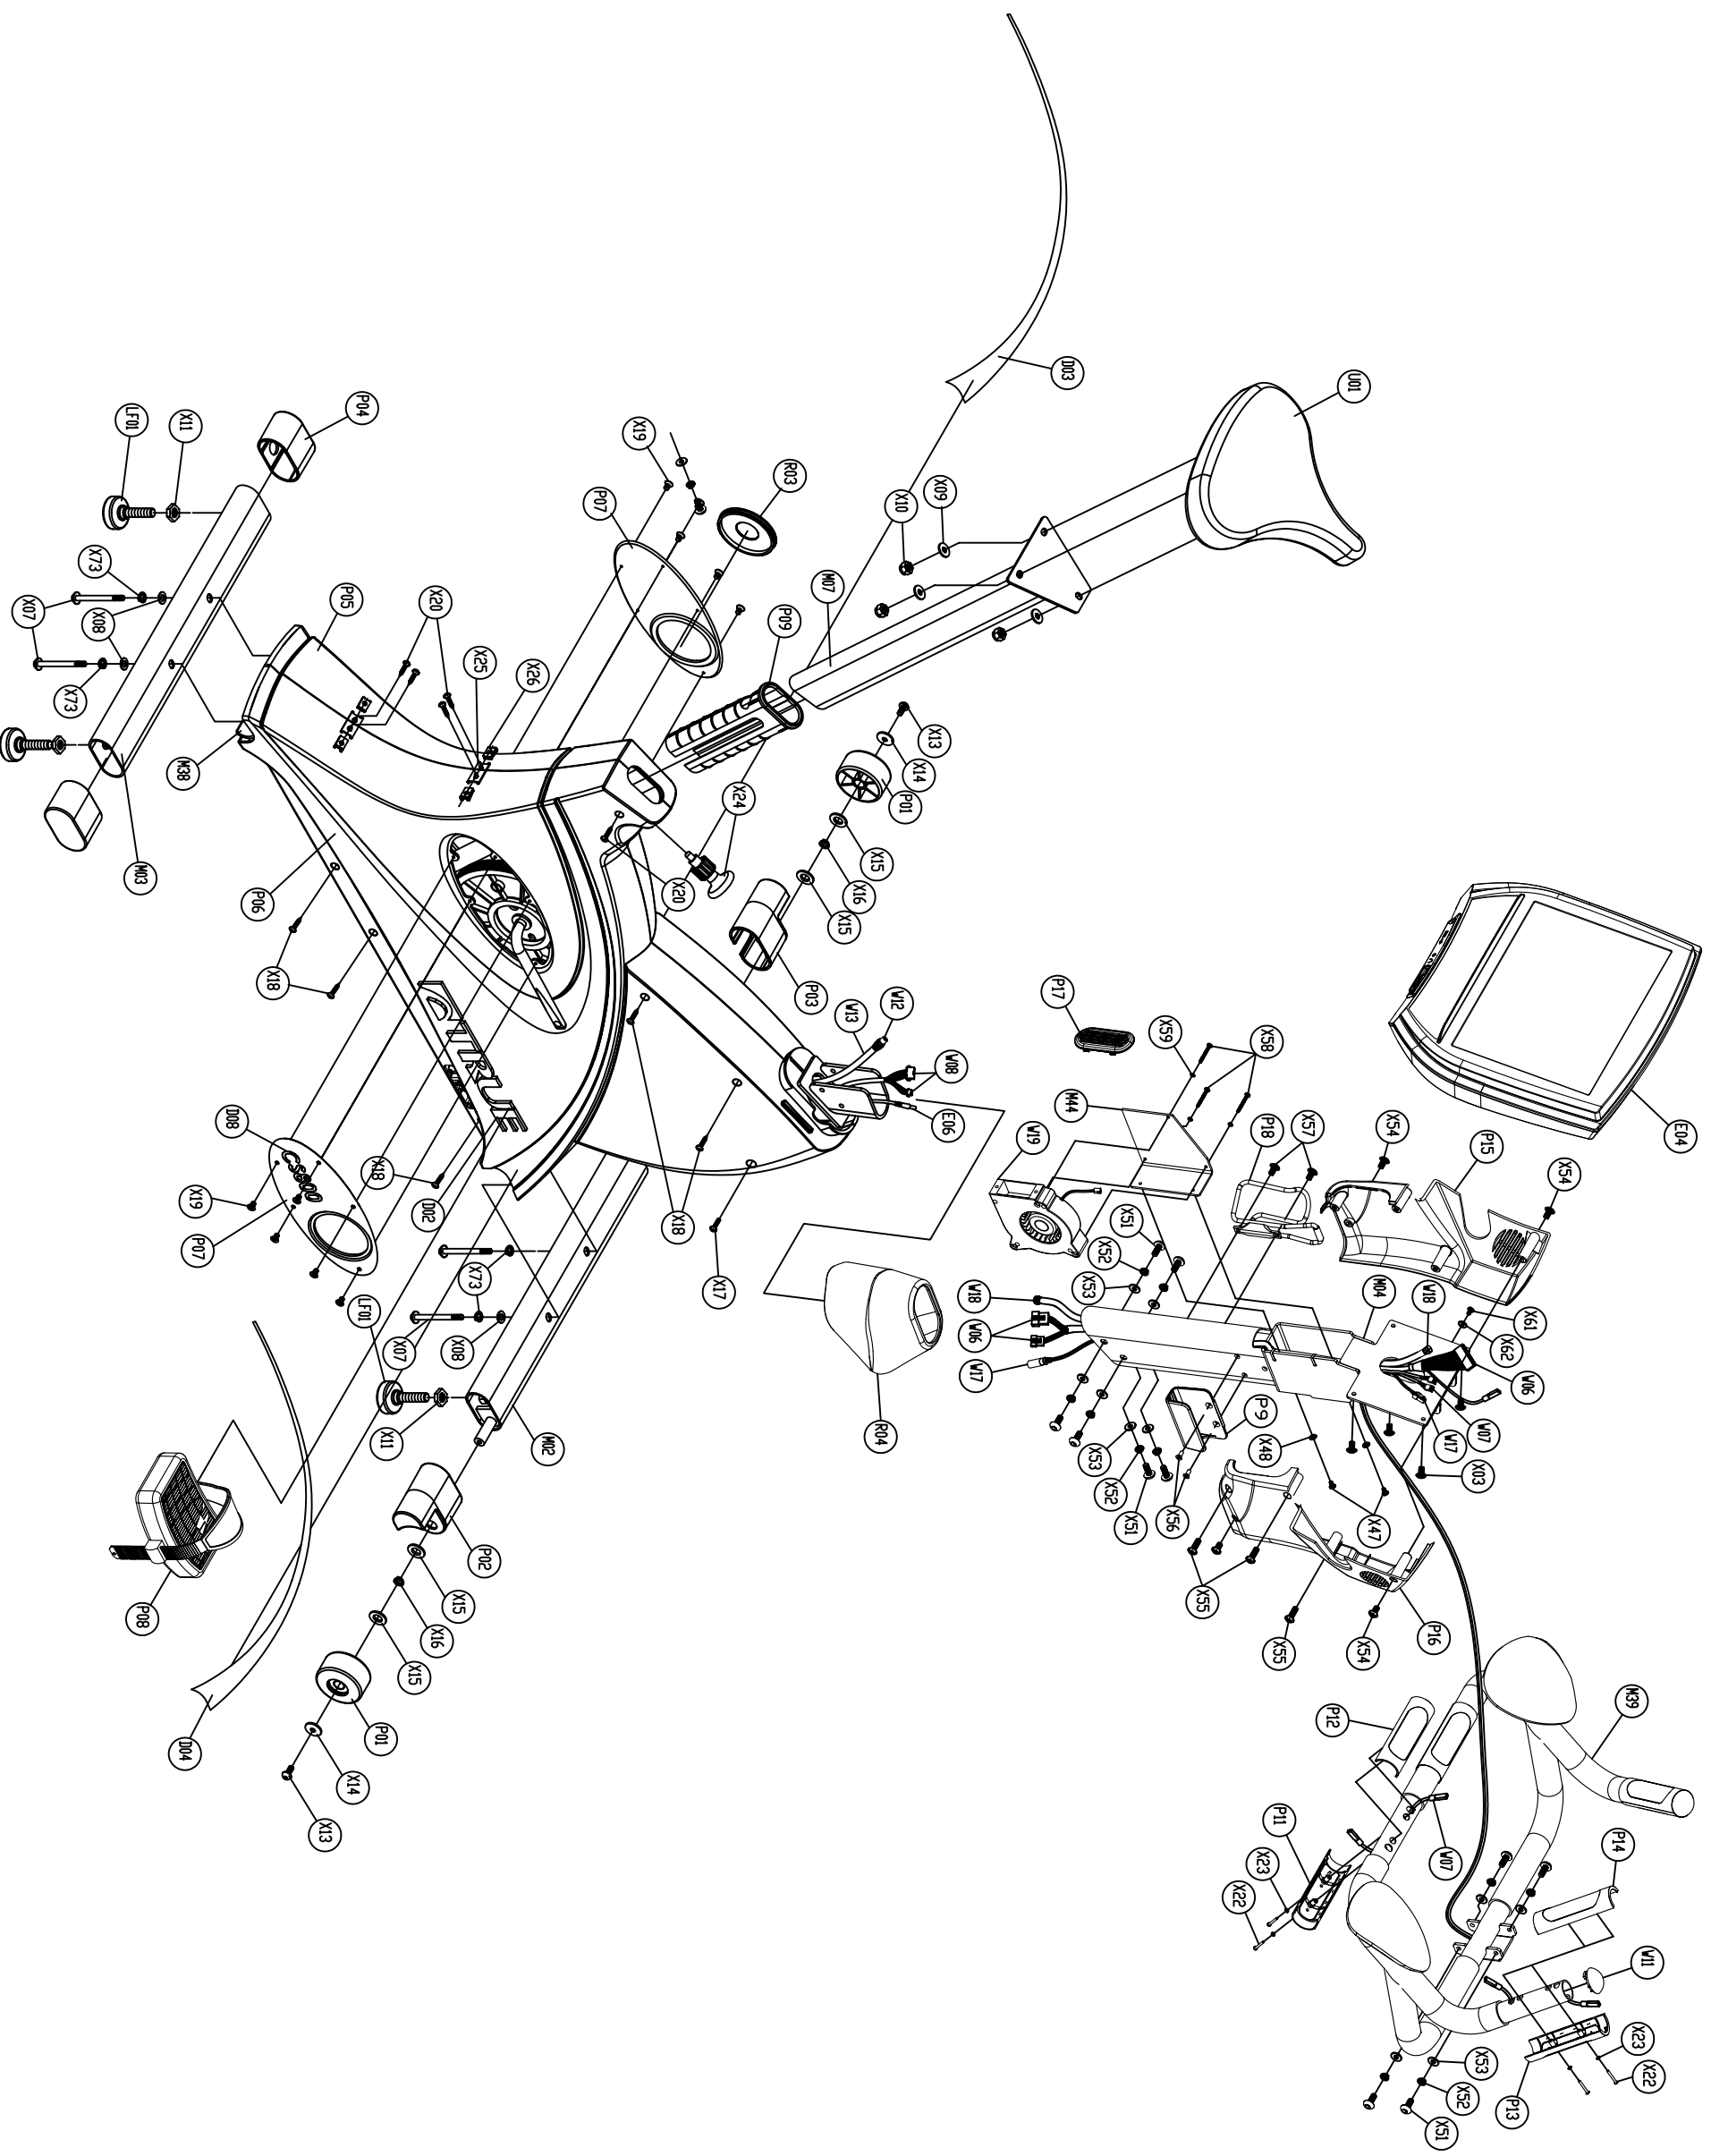 D03
U01
P04
X11
LF01
X19
R03
P07
X09
X10
X73
X07
X08
X73
P05
X20
X25
X26
M07
P09
X13
X14
P01
X24
M38
M03
P06
X20
X15
X16
X15
X18
P03
W13
W12
W08
E06
P17
X59
X58
M44
W19
P18
X57
X54
P15
X54
E04
TRUE
D08
X19
P07
X18
D02
X18
X73
X17
LF01
X07
X08
X11
M02
R04
X51
X52
X53
W18
W06
W17
M04
W18
X61
X62
W06
W07
W17
X03
P9
X48
X53
X52
X51
X56
X47
X55
X55
X54
P16
P08
P02
X15
X16
X15
P01
D04
X14
X13
P12
M39
P11
X23
X22
W07
P14
W11
X23
X22
X53
X52
X51
P13